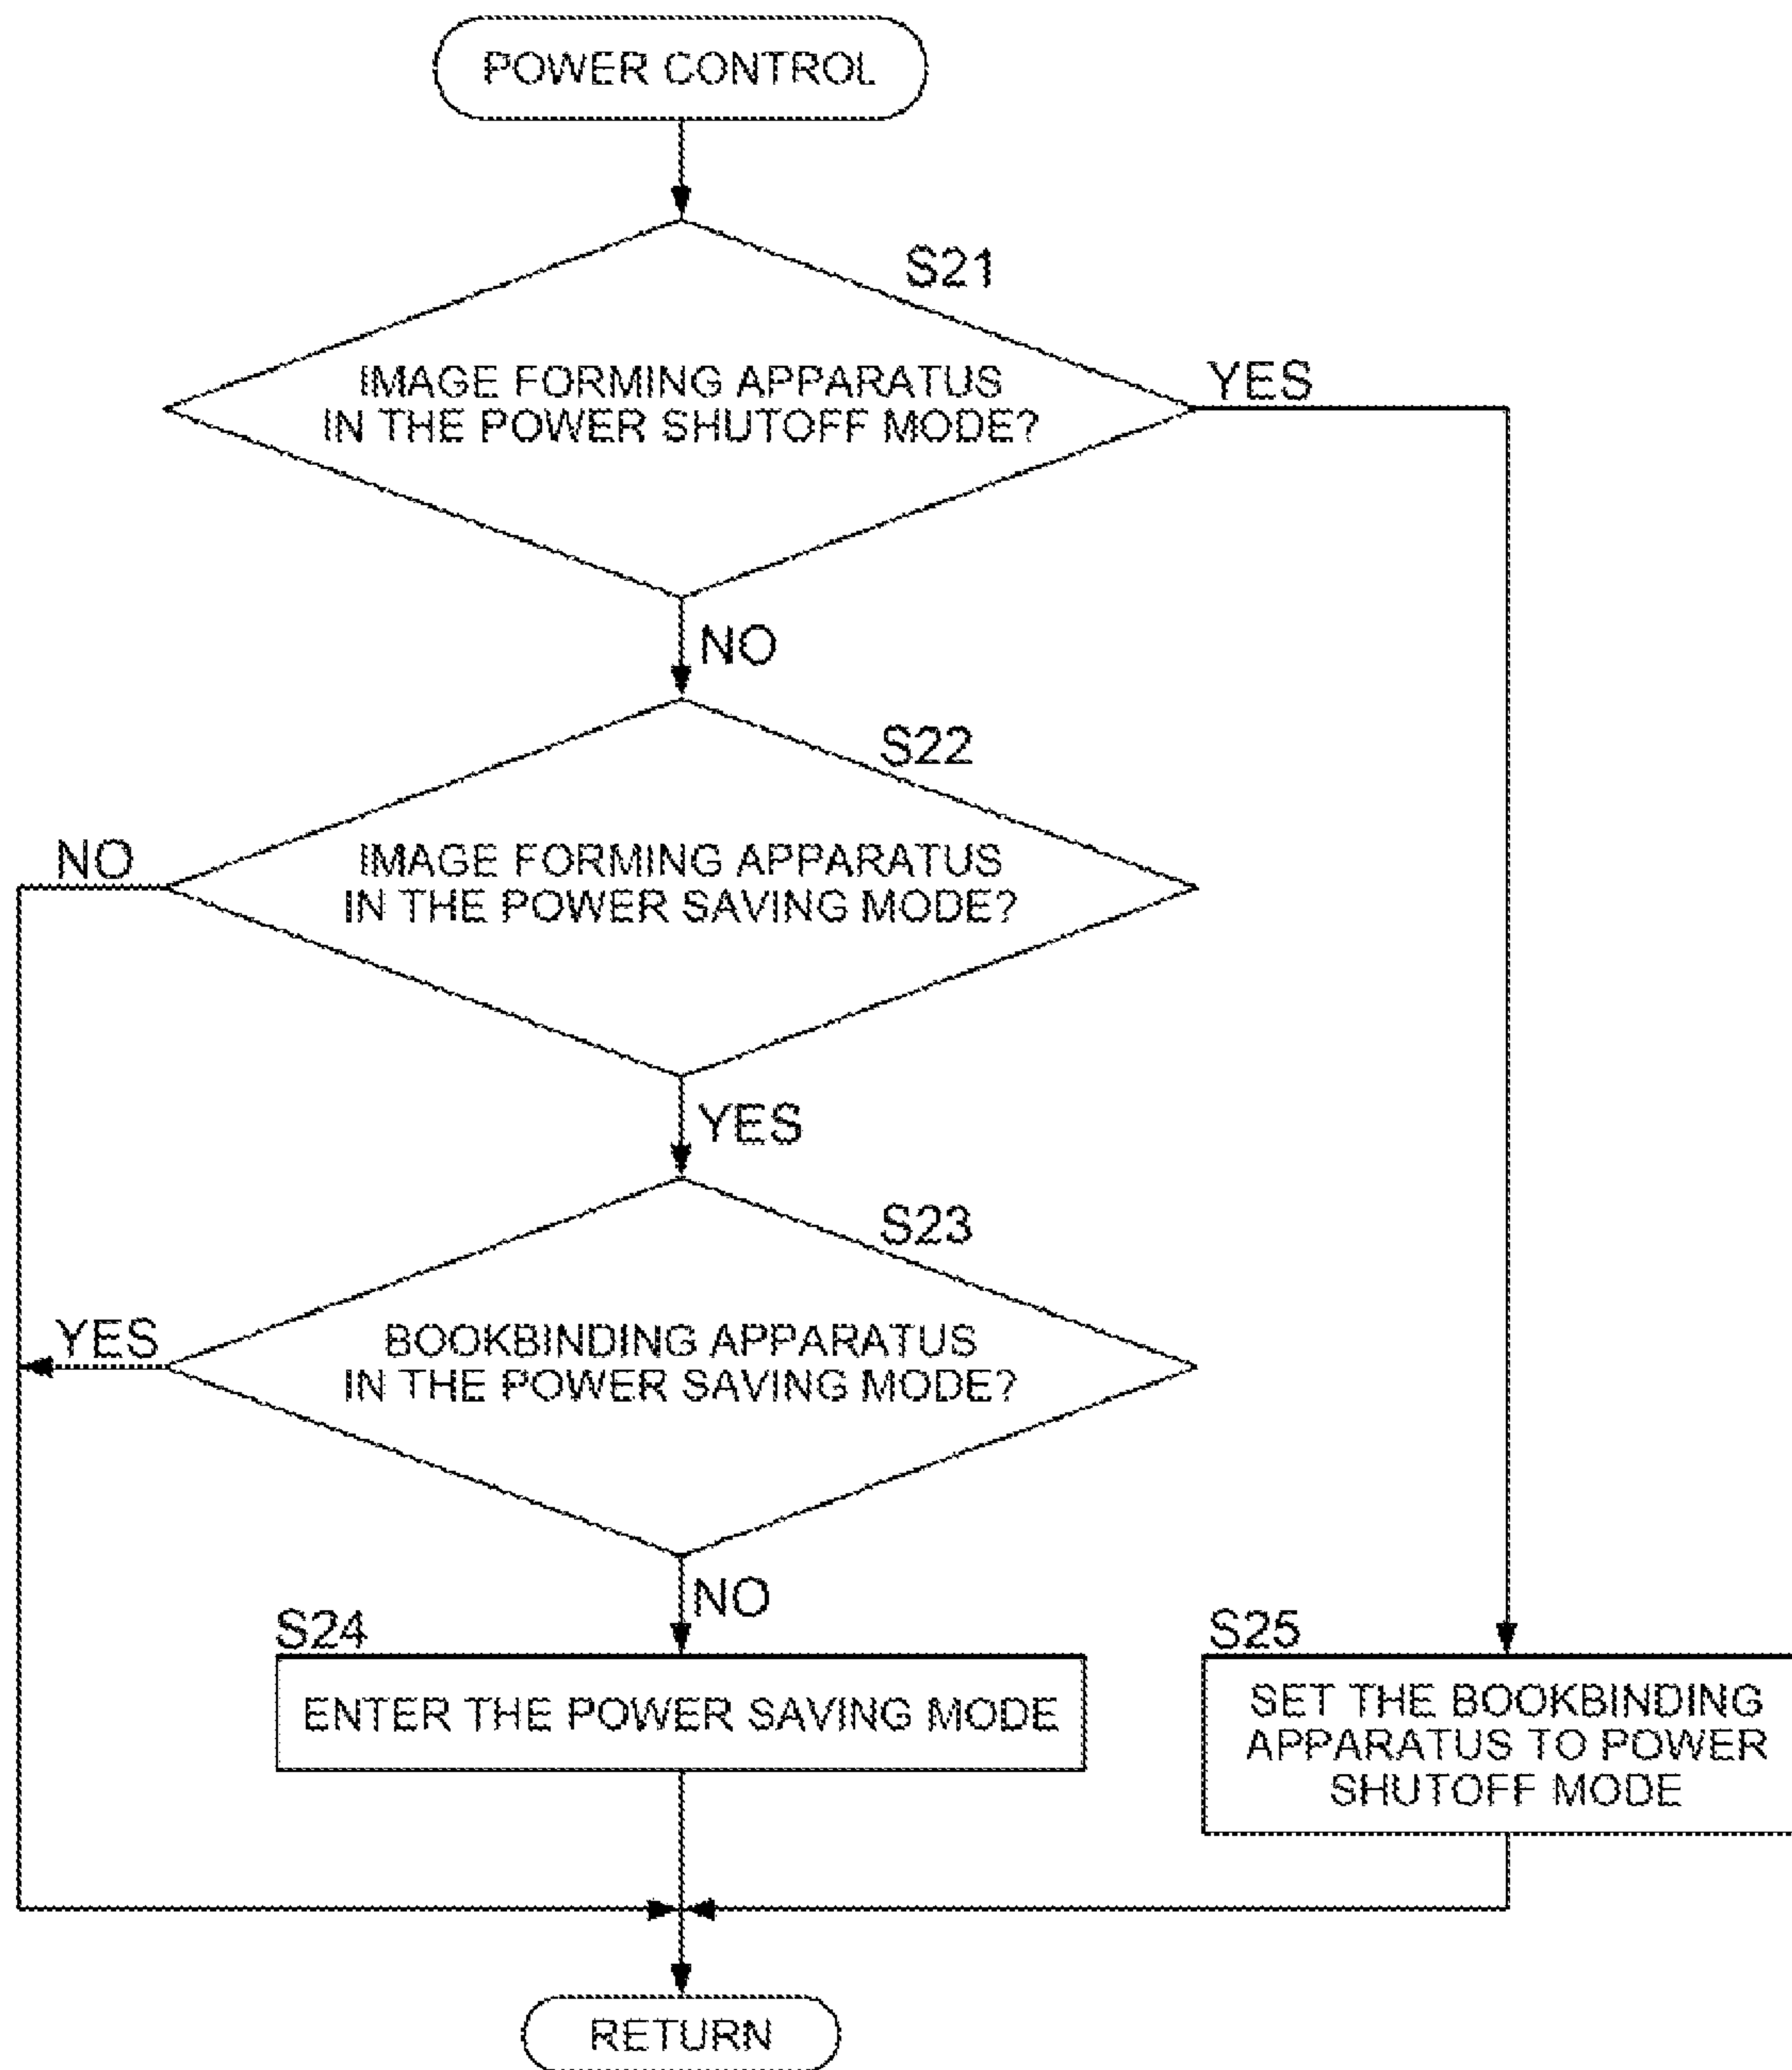 POWER CONTROL
S21
IMAGE FORMING APPARATUS
IN THE POWER SHUTOFF MODE?
YES
NO
S22
IMAGE FORMING APPARATUS
IN THE POWER SAVING MODE?
NO
YES
S23
BOOKBINDING APPARATUS
IN THE POWER SAVING MODE?
YES
NO
S24
ENTER THE POWER SAVING MODE
S25
SET THE BOOKBINDING
APPARATUS TO POWER
SHUTOFF MODE
RETURN